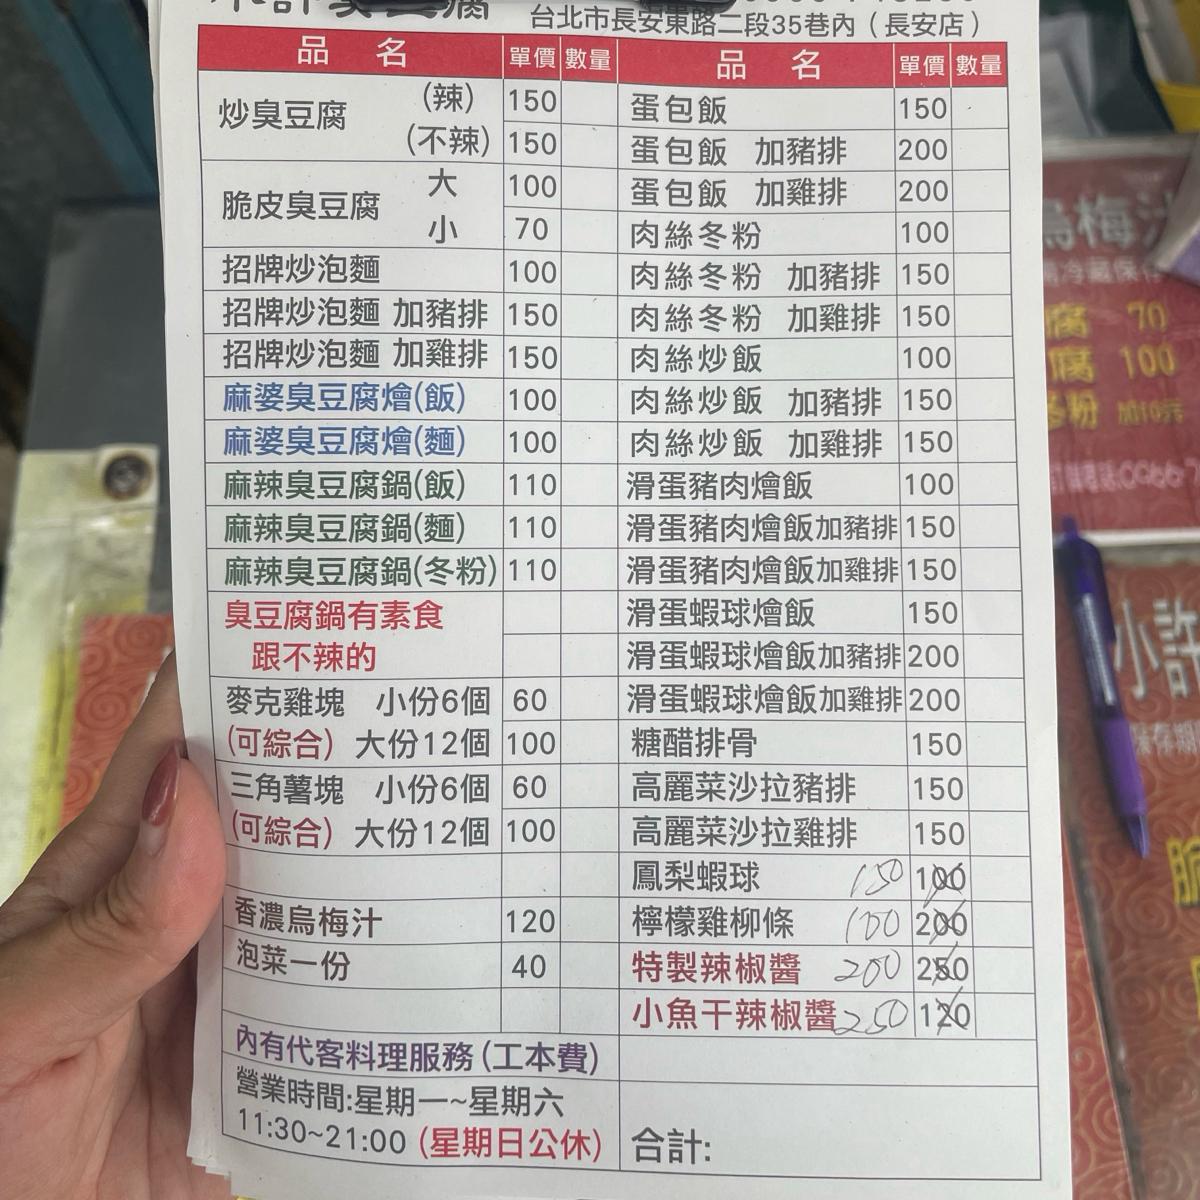 台北市長安東路二段35巷內（長安店）
品 名 單價 數量 品 名 單價 數量
炒臭豆腐 (辣) 150 蛋包飯 150
(不辣) 150 蛋包飯 加豬排 200
脆皮臭豆腐 大 100 蛋包飯 加雞排 200
小 70 肉絲冬粉 100
招牌炒泡麵 100 肉絲冬粉 加豬排 150
招牌炒泡麵 加豬排 150 肉絲冬粉 加雞排 150
招牌炒泡麵 加雞排 150 肉絲炒飯 100
麻婆臭豆腐燴(飯) 100 肉絲炒飯 加豬排 150
麻婆臭豆腐燴(麵) 100 肉絲炒飯 加雞排 150
麻辣臭豆腐鍋(飯) 110 滑蛋豬肉燴飯 100
麻辣臭豆腐鍋(麵) 110 滑蛋豬肉燴飯加豬排 150
麻辣臭豆腐鍋(冬粉) 110 滑蛋豬肉燴飯加雞排 150
臭豆腐鍋有素食 滑蛋蝦球燴飯 150
跟不辣的 滑蛋蝦球燴飯加豬排 200
麥克雞塊 小份6個 60 滑蛋蝦球燴飯加雞排 200
(可綜合) 大份12個 100 糖醋排骨 150
三角薯塊 小份6個 60 高麗菜沙拉豬排 150
(可綜合) 大份12個 100 高麗菜沙拉雞排 150
鳳梨蝦球 150 100
香濃烏梅汁 120 檸檬雞柳條 100 200
泡菜一份 40 特製辣椒醬 200 250
小魚干辣椒醬 250 120
內有代客料理服務(工本費)
營業時間:星期一~星期六
11:30~21:00 (星期日公休) 合計:
烏梅汁
腐 70
腐 100
冬粉 加10元
小許